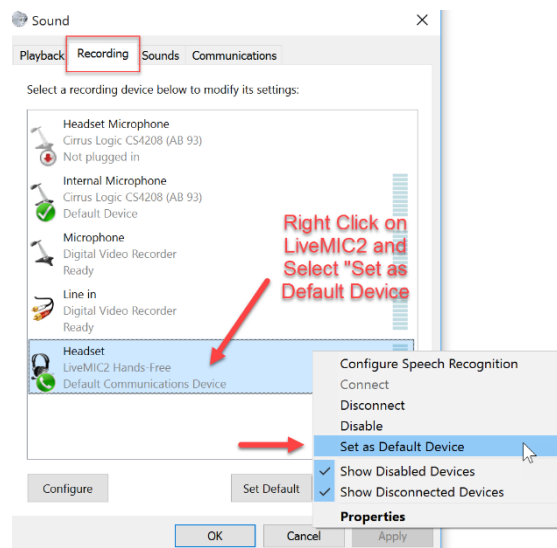 Sound
Playback Recording Sounds Communications
Select a recording device below to modify its settings:
Headset Microphone
Cirrus Logic CS4208 (AB 93)
Not plugged in
Internal Microphone
Cirrus Logic CS4208 (AB 93)
Default Device
Microphone
Digital Video Recorder
Ready
Line in
Digital Video Recorder
Ready
Headset
LiveMIC2 Hands-Free
Default Communications Device
Right Click on
LiveMIC2 and
Select "Set as
Default Device
Configure Speech Recognition
Connect
Disconnect
Disable
Set as Default Device
Show Disabled Devices
Show Disconnected Devices
Properties
Configure Set Default
OK Cancel Apply